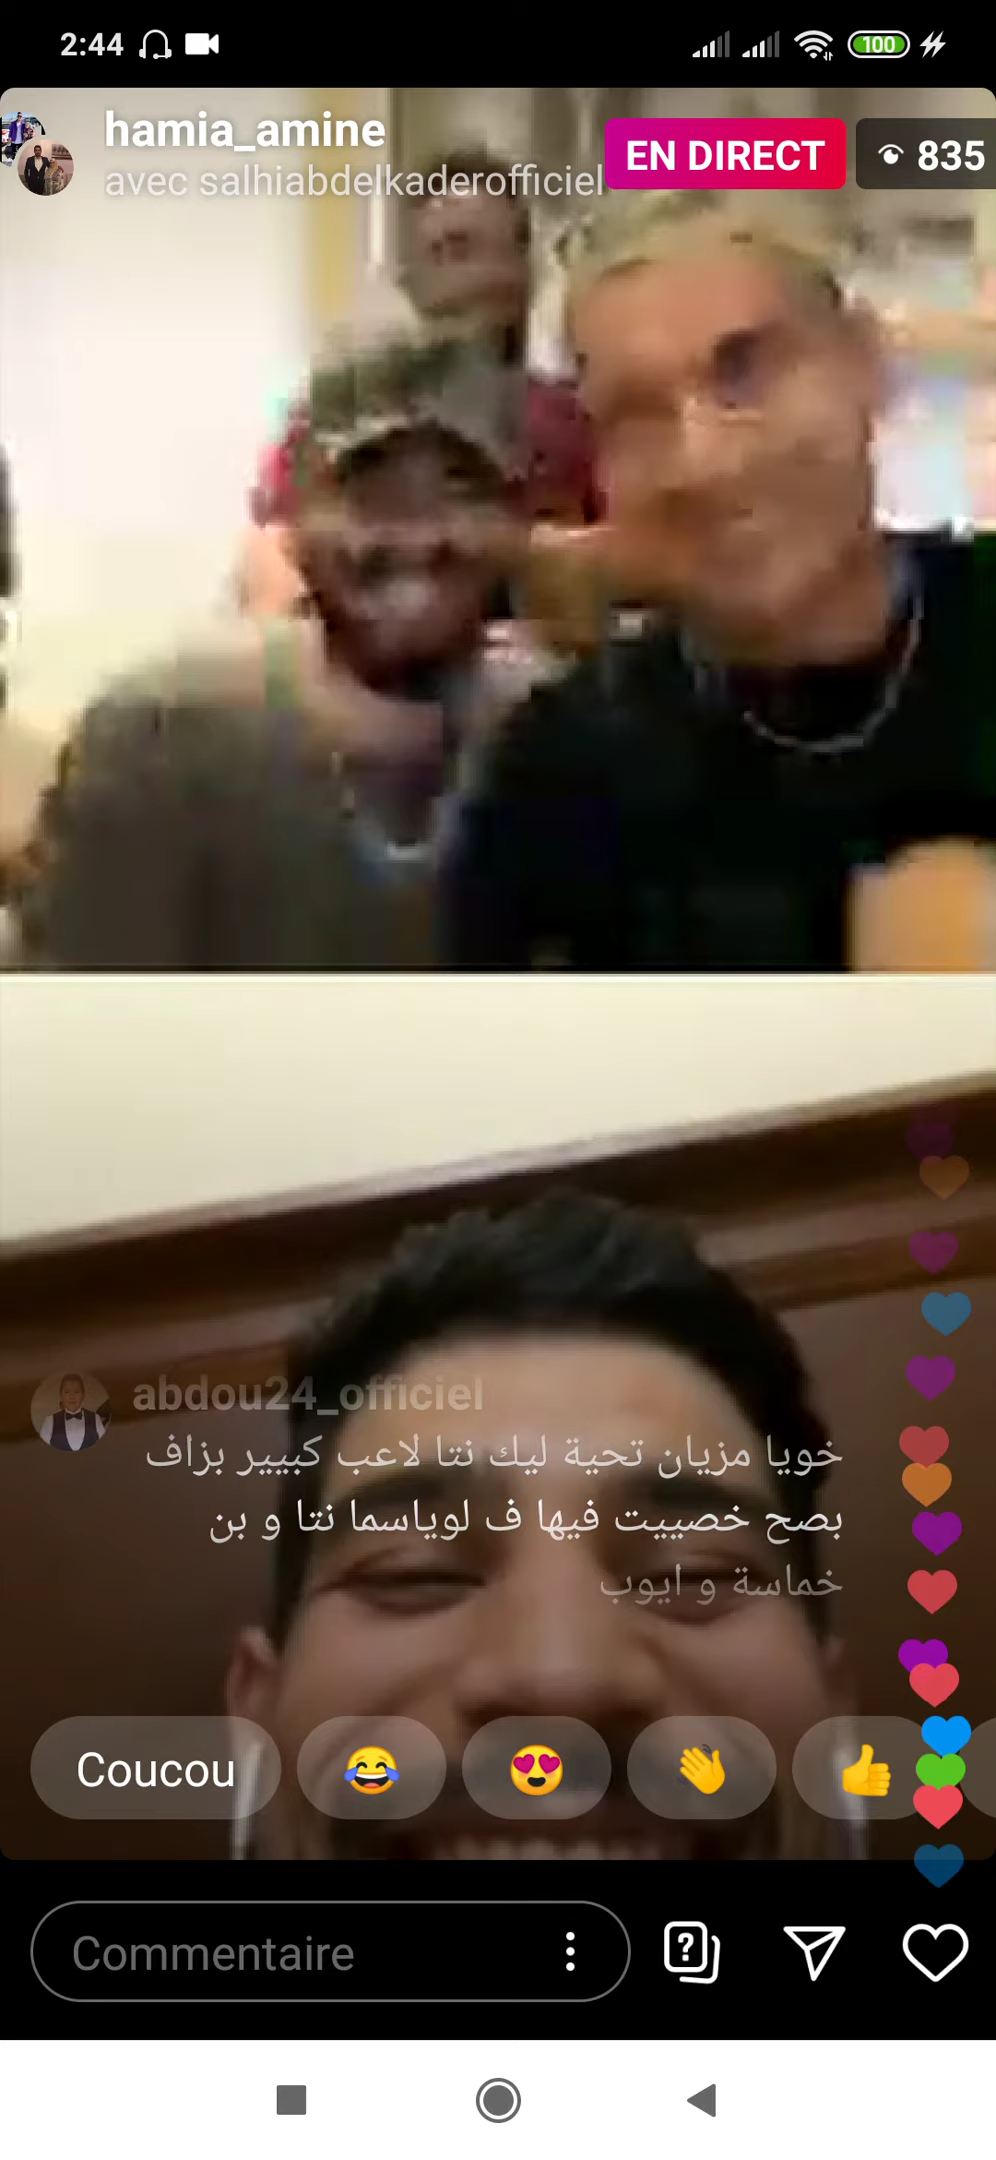 2:44
100
hamia_amine
avec salhiabdelkaderofficiel
EN DIRECT
835
abdou24_officiel
خويا مزيان تحية ليك نتا لاعب كبيير بزاف
بصح خصييت فيها ف لوياسما نتا و بن
خماسة و ايوب
Coucou
Commentaire